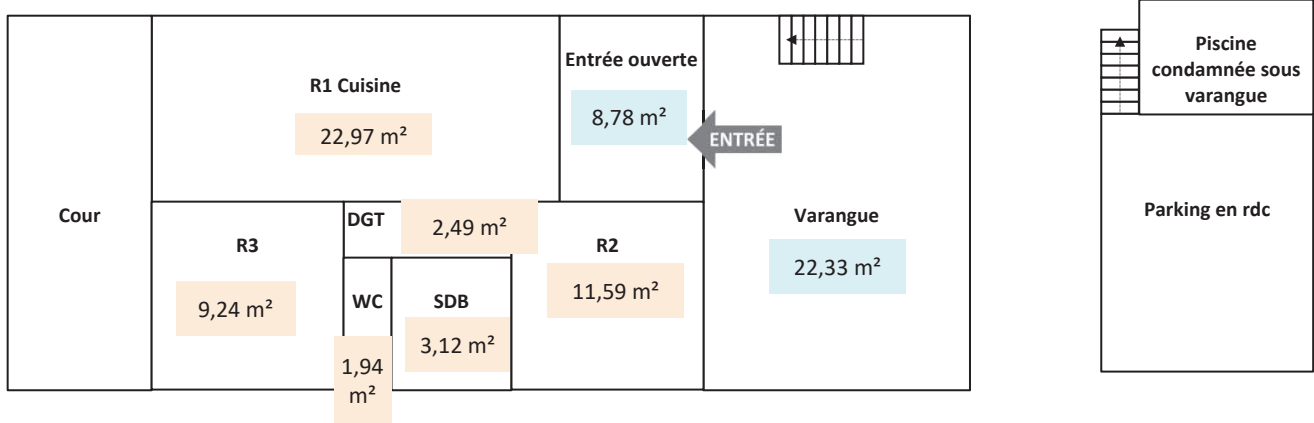 Cour
R1 Cuisine
22,97 m²
Entrée ouverte
8,78 m²
ENTRÉE
DGT
2,49 m²
R3
9,24 m²
WC
1,94
m²
SDB
3,12 m²
R2
11,59 m²
Varangue
22,33 m²
Piscine
condamnée sous
varangue
Parking en rdc